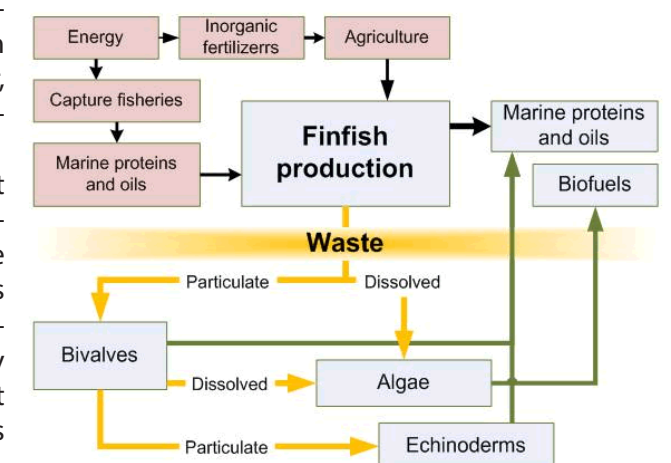 Energy
Inorganic
fertilizerrs
Agriculture
Capture fisheries
Marine proteins
and oils
Finfish
production
Marine proteins
and oils
Biofuels
Waste
Particulate
Dissolved
Bivalves
Dissolved
Algae
Particulate
Echinoderms